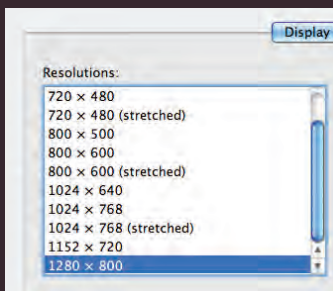 Display
Resolutions:
720 × 480
720 × 480 (stretched)
800 × 500
800 × 600
800 × 600 (stretched)
1024 × 640
1024 × 768
1024 × 768 (stretched)
1152 × 720
1280 × 800